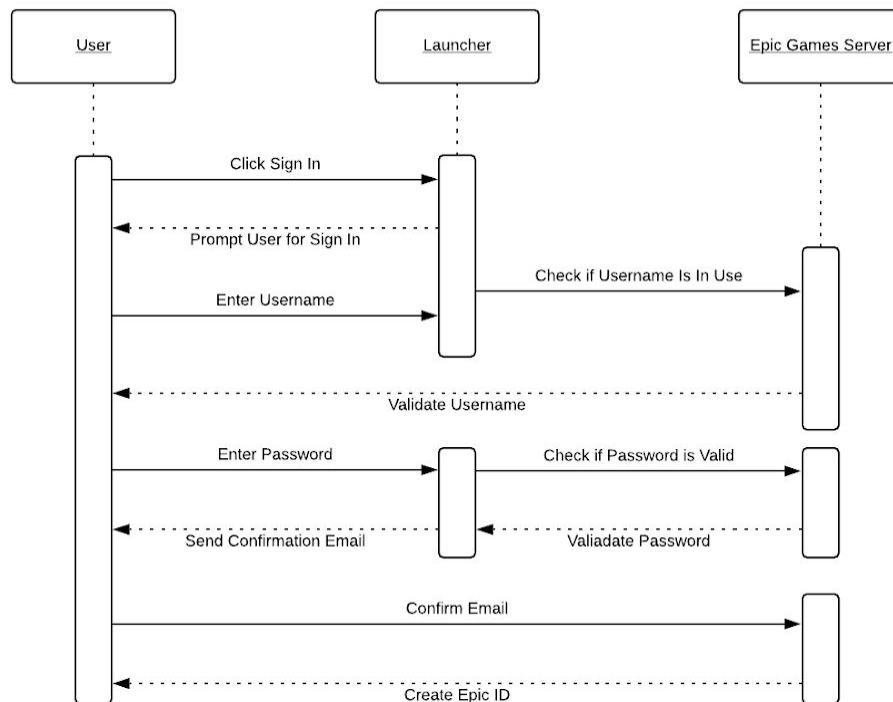 User
Launcher
Epic Games Server
Click Sign In
Prompt User for Sign In
Check if Username Is In Use
Enter Username
Validate Username
Enter Password
Check if Password is Valid
Send Confirmation Email
Valiadate Password
Confirm Email
Create Epic ID